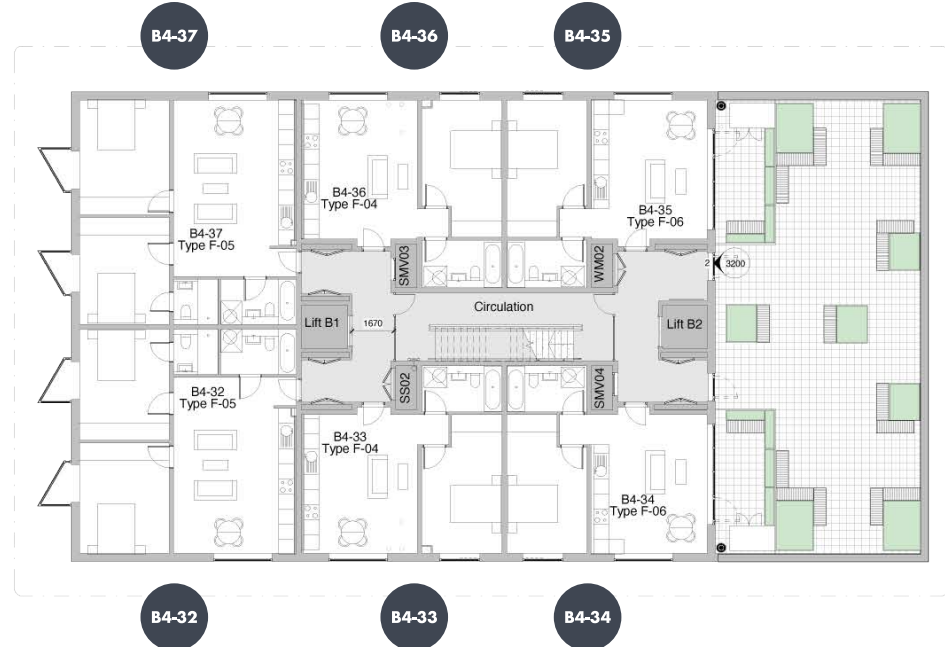 B4-37
B4-36
B4-35
B4-36
Type F-04
B4-35
Type F-06
B4-37
Type F-05
SMV03
WM02
2
3200
Circulation
Lift B1
1670
Lift B2
SS02
SMV04
B4-32
Type F-05
B4-33
Type F-04
B4-34
Type F-06
B4-32
B4-33
B4-34